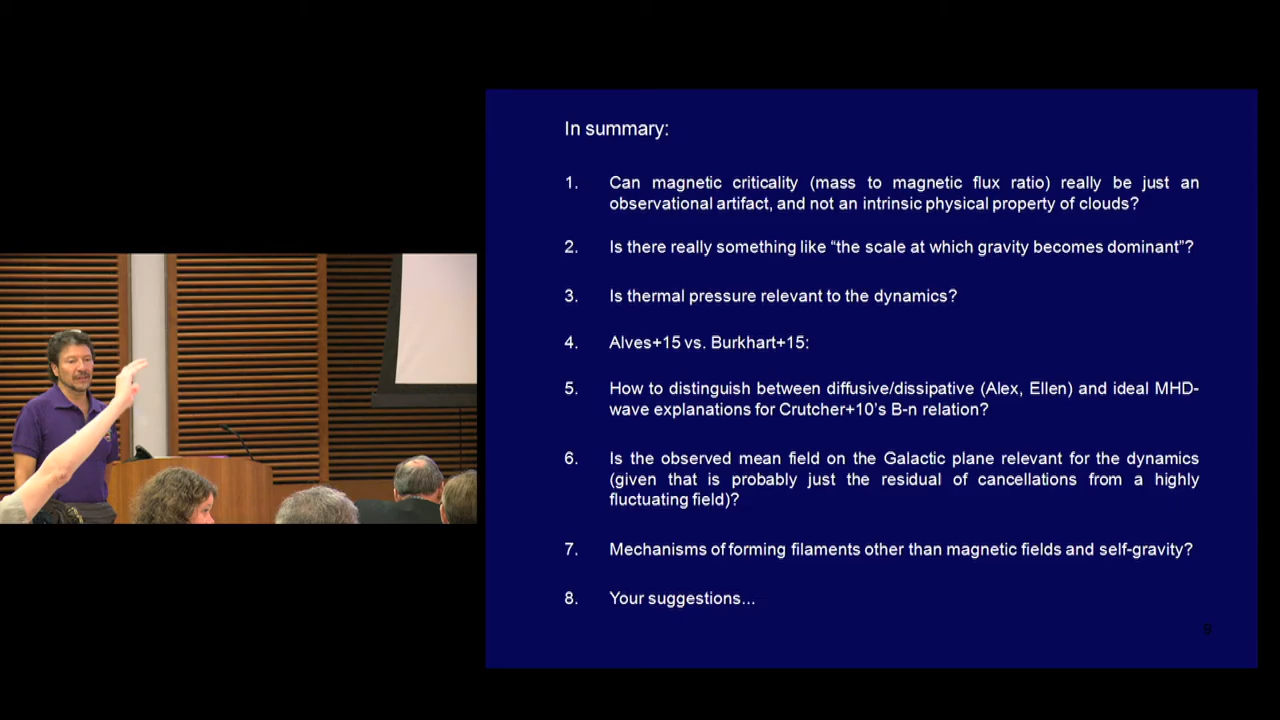 In summary:
1. Can magnetic criticality (mass to magnetic flux ratio) really be just an
observational artifact, and not an intrinsic physical property of clouds?
2. Is there really something like “the scale at which gravity becomes dominant”?
3. Is thermal pressure relevant to the dynamics?
4. Alves+15 vs. Burkhart+15:
5. How to distinguish between diffusive/dissipative (Alex, Ellen) and ideal MHD-
wave explanations for Crutcher+10’s B-n relation?
6. Is the observed mean field on the Galactic plane relevant for the dynamics
(given that is probably just the residual of cancellations from a highly
fluctuating field)?
7. Mechanisms of forming filaments other than magnetic fields and self-gravity?
8. Your suggestions...
9